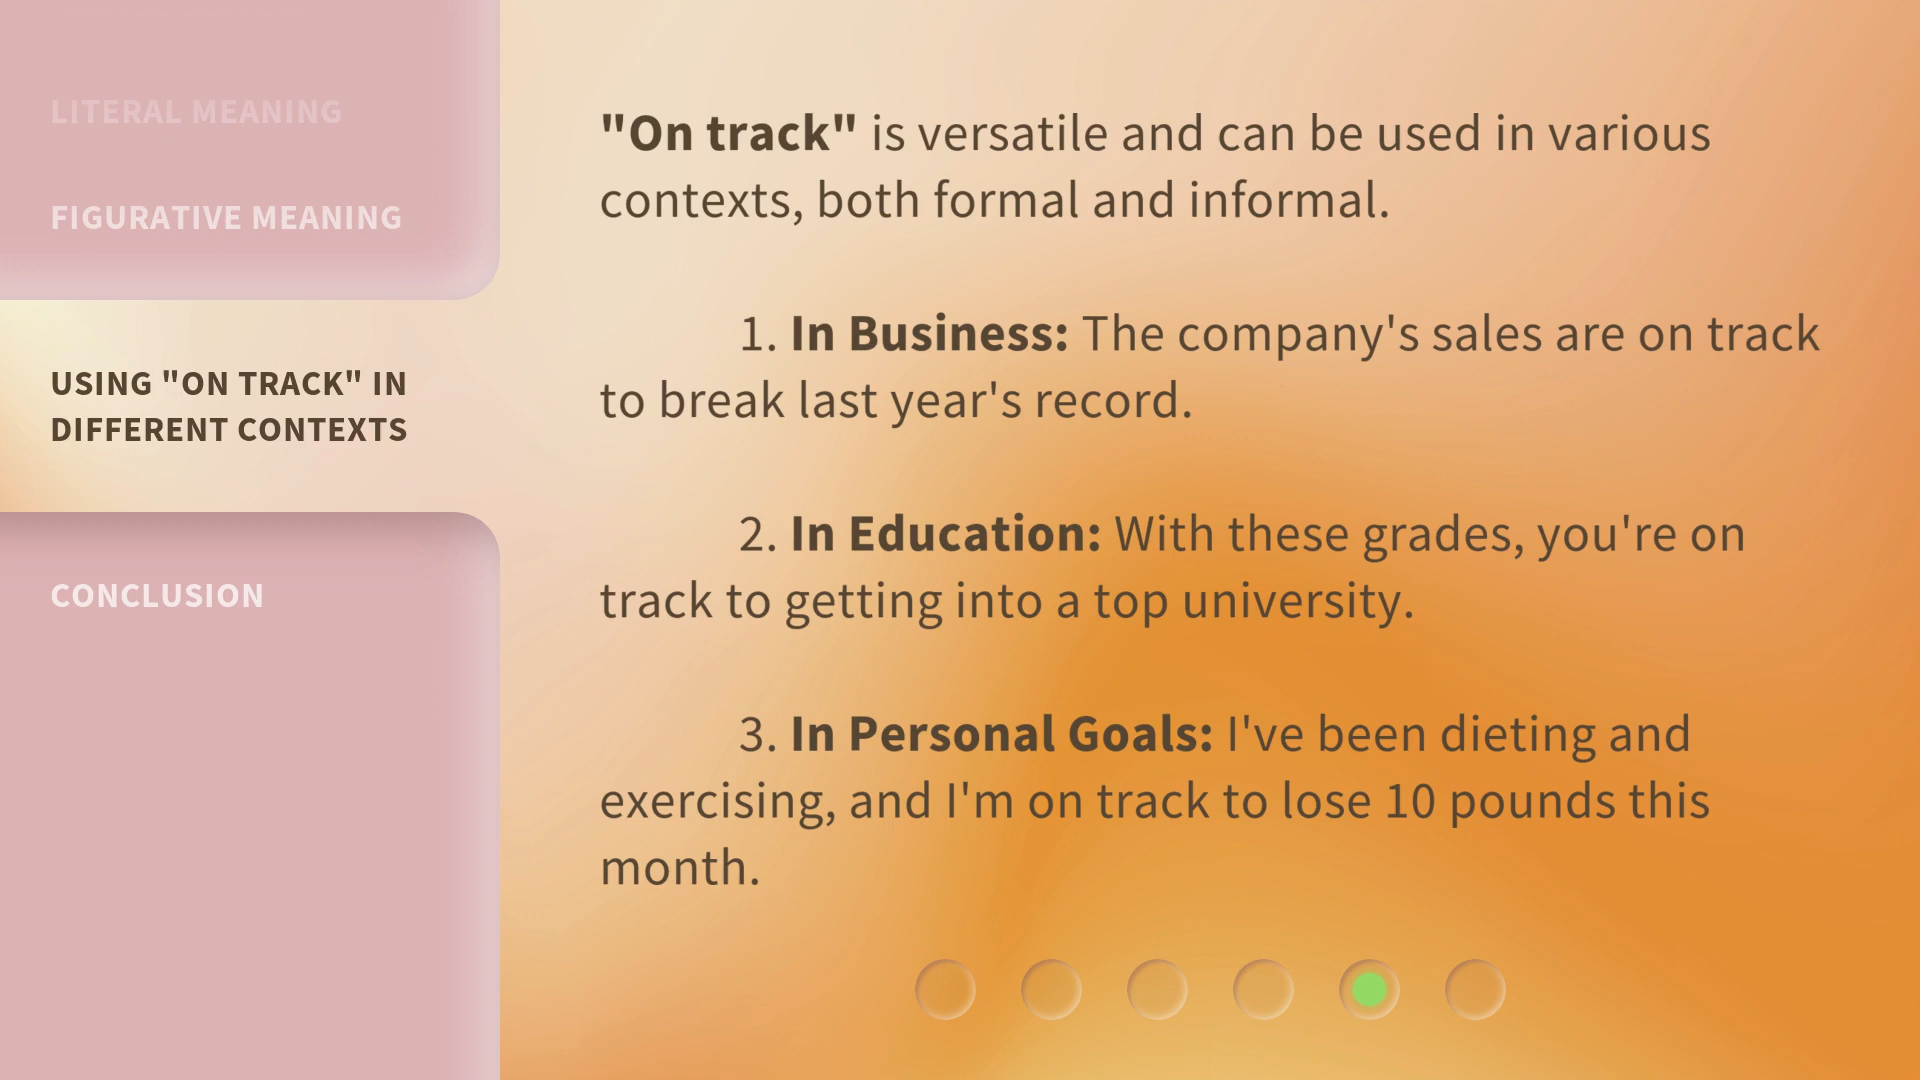 LITERAL MEANING
FIGURATIVE MEANING
USING "ON TRACK" IN
DIFFERENT CONTEXTS
CONCLUSION
"On track" is versatile and can be used in various
contexts, both formal and informal.
1. In Business: The company's sales are on track
to break last year's record.
2. In Education: With these grades, you're on
track to getting into a top university.
3. In Personal Goals: I've been dieting and
exercising, and I'm on track to lose 10 pounds this
month.